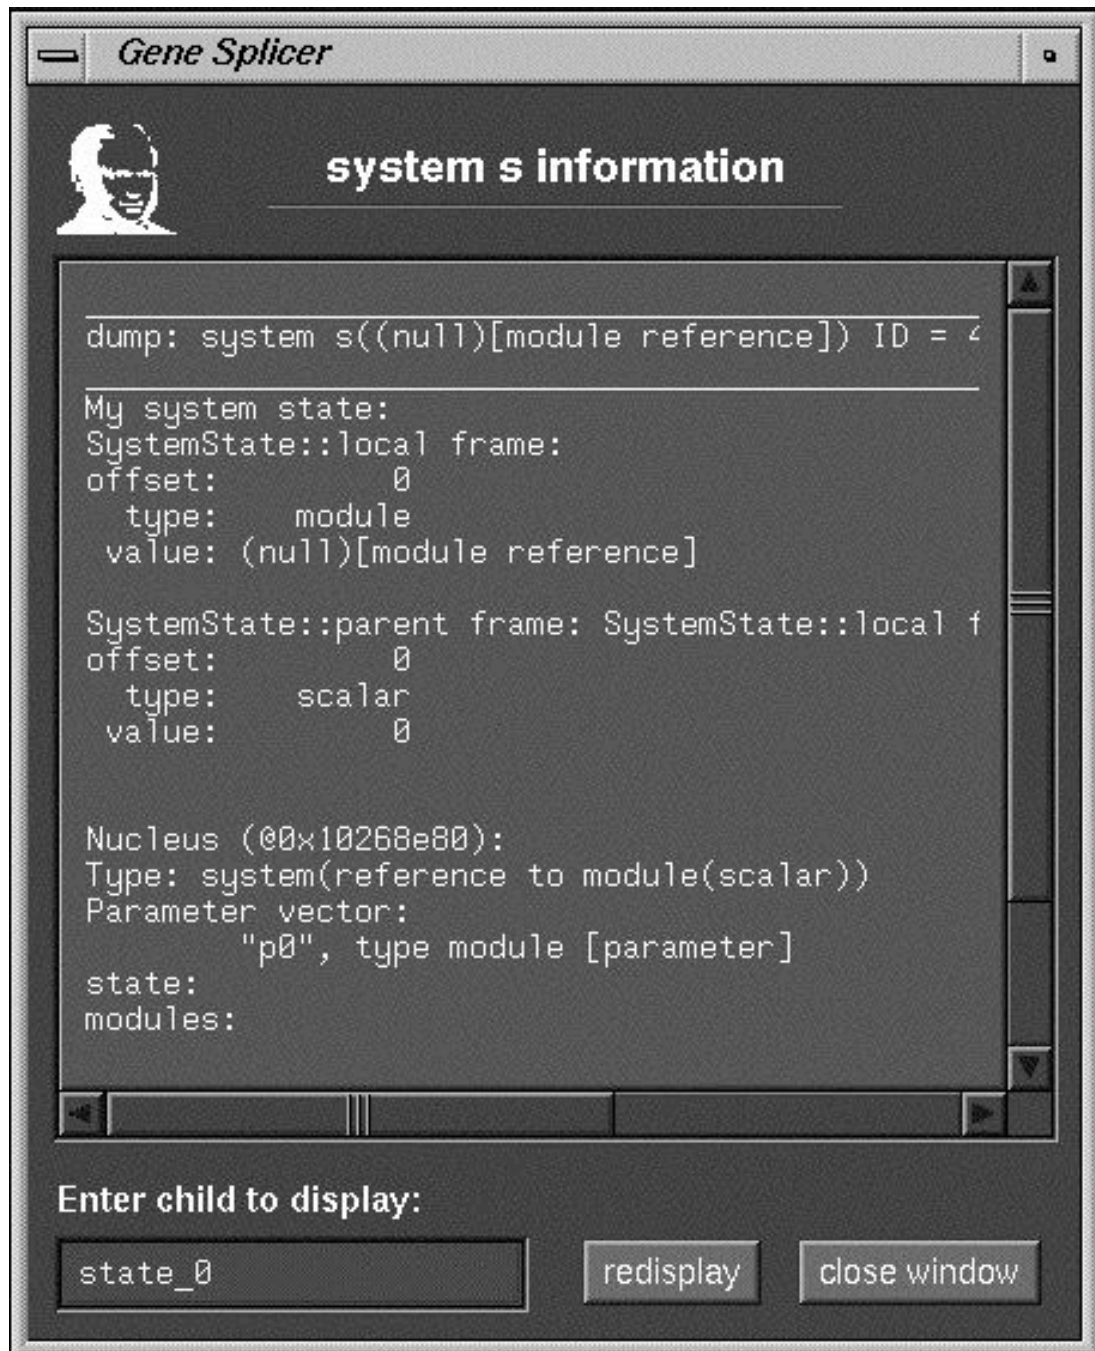 Gene Splicer
system s information
dump: system s((null)[module reference]) ID =
My system state:
SystemState::local frame:
offset:         0
  type:    module
 value: (null)[module reference]
SystemState::parent frame: SystemState::local f
offset:         0
  type:    scalar
 value:         0
Nucleus (@0x10268e80):
Type: system(reference to module(scalar))
Parameter vector:
        "p0", type module [parameter]
state:
modules:
Enter child to display:
state_0
redisplay
close window